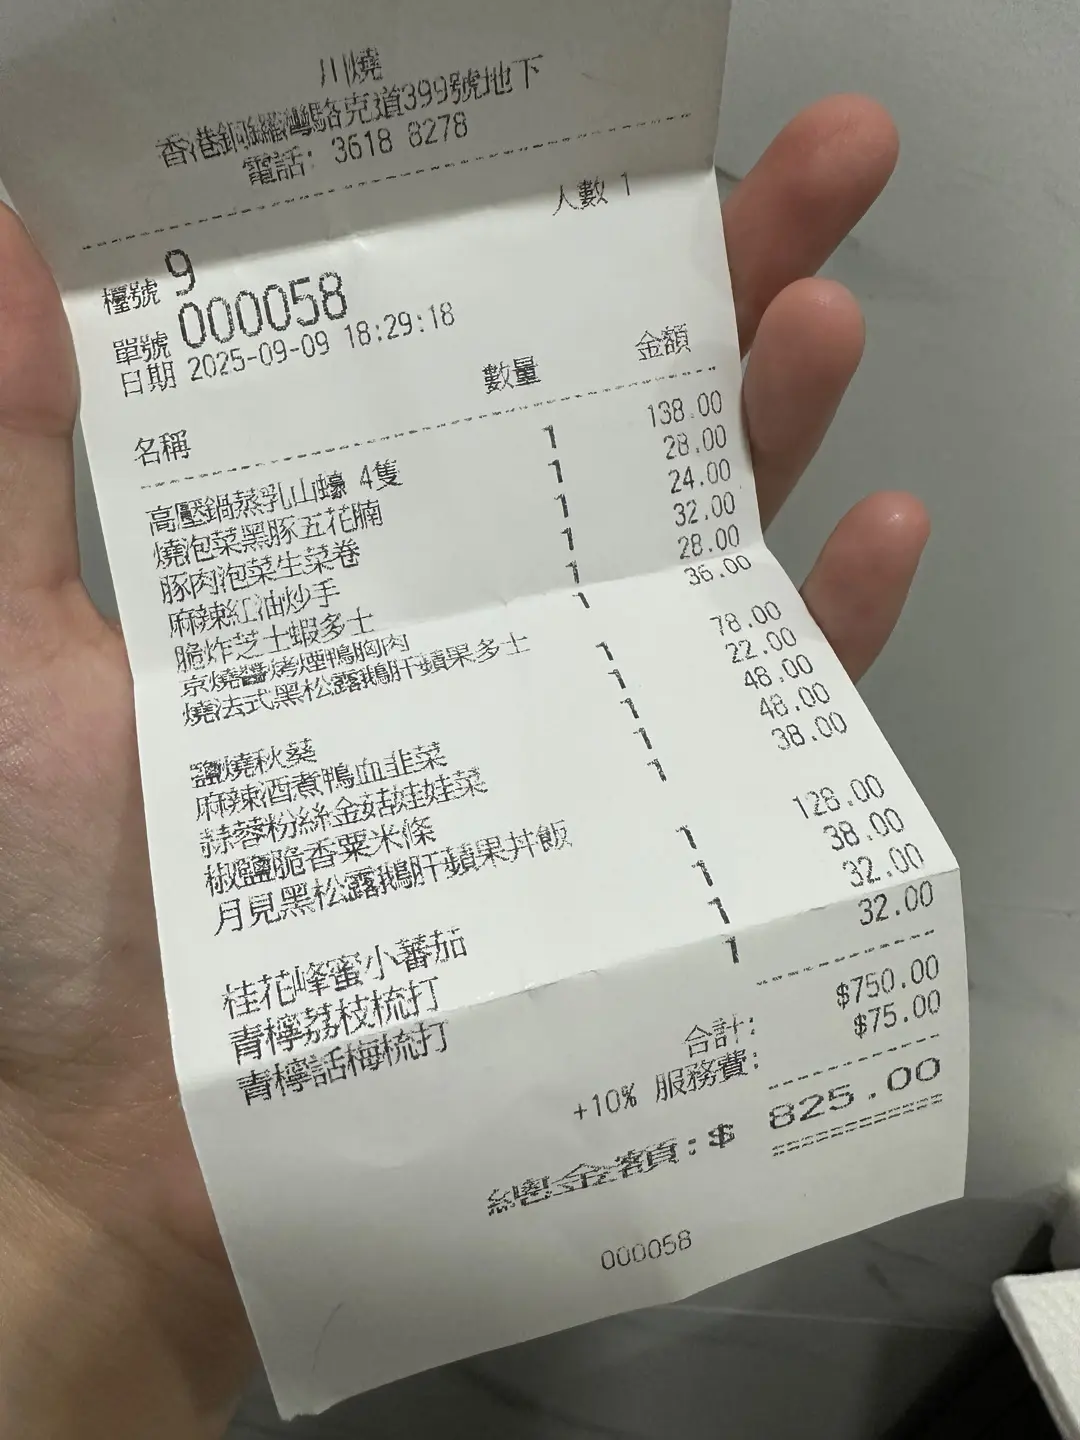 川燒
香港銅鑼灣駱克道399號地下
電話: 3618 8278
人數 1
檯號 9
單號 000058
日期 2025-09-09 18:29:18
名稱 數量 金額
高壓鍋蒸乳山蠔 4隻 1 138.00
燒泡菜黑豚五花腩 1 28.00
豚肉泡菜生菜卷 1 24.00
麻辣紅油炒手 1 32.00
脆炸芝士蝦多士 1 28.00
京燒醬烤煙鴨胸肉 1 36.00
燒法式黑松露鵝肝蘋果多士 1 78.00
鹽燒秋葵 1 22.00
麻辣酒煮鴨血韭菜 1 48.00
蒜蓉粉絲金菇娃娃菜 1 48.00
椒鹽脆香粟米條 1 38.00
月見黑松露鵝肝蘋果丼飯 1 128.00
桂花峰蜜小蕃茄 1 38.00
青檸荔枝梳打 1 32.00
青檸話梅梳打 1 32.00
合計: $750.00
+10% 服務費: $75.00
總金額:$ 825.00
000058